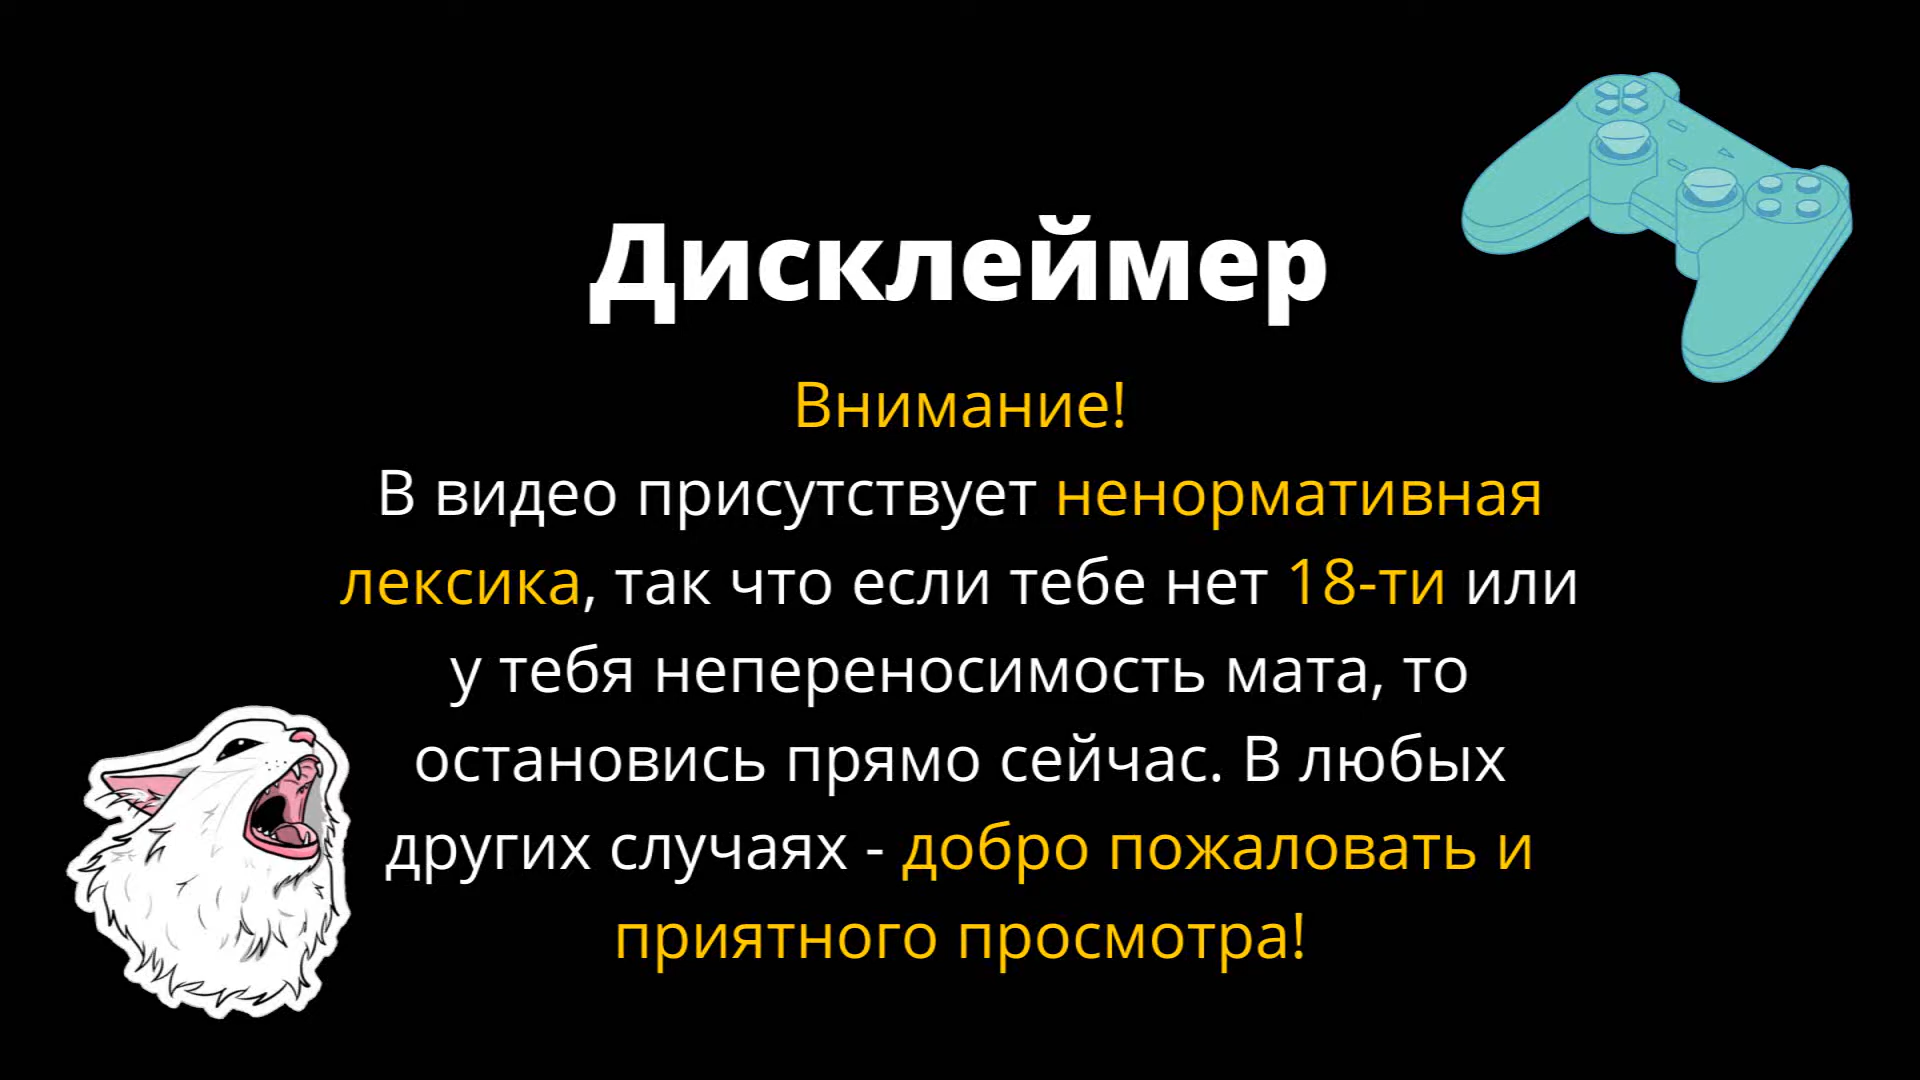 Дисклеймер
Внимание!
В видео присутствует ненормативная
лексика, так что если тебе нет 18-ти или
у тебя непереносимость мата, то
остановись прямо сейчас. В любых
других случаях - добро пожаловать и
приятного просмотра!